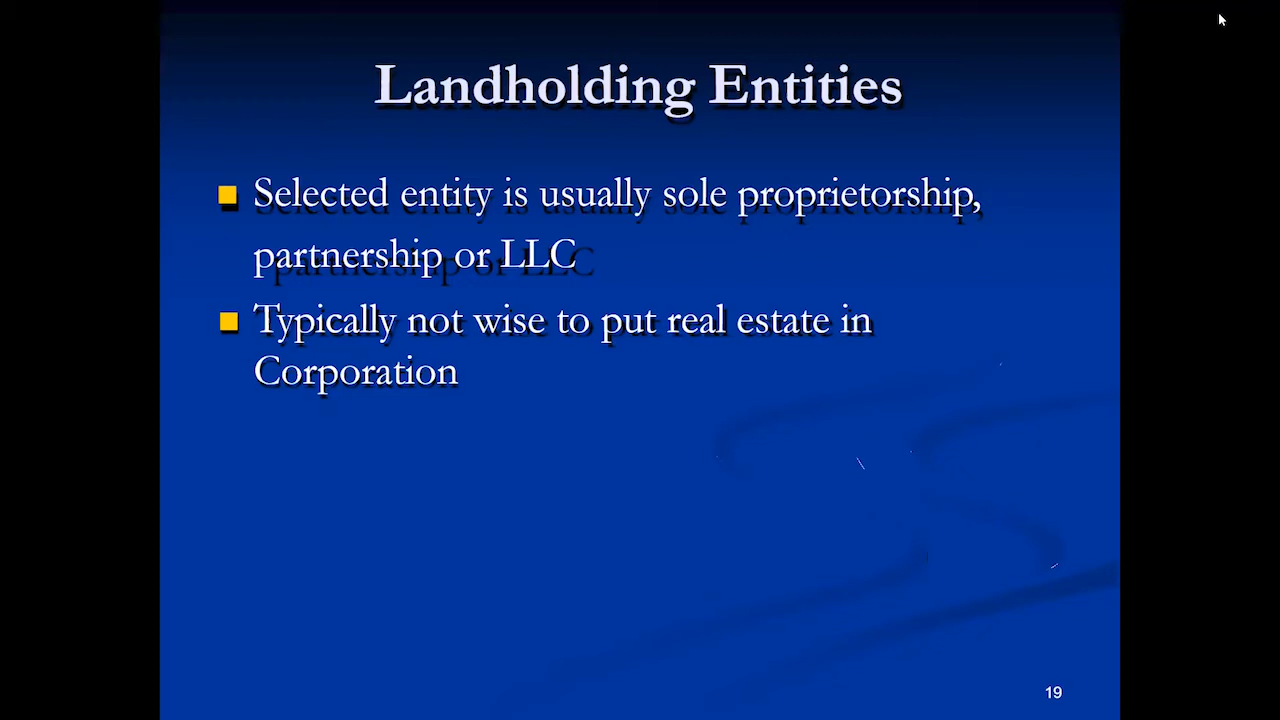 Landholding Entities
Selected entity is usually sole proprietorship,
partnership or LLC
Typically not wise to put real estate in
Corporation
19